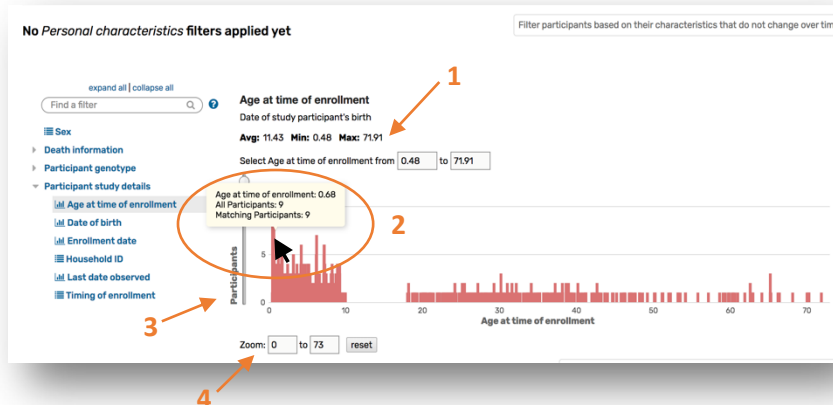 No Personal characteristics filters applied yet
Filter participants based on their characteristics that do not change over tim
expand all | collapse all
Find a filter
Sex
Death information
Participant genotype
Participant study details
Age at time of enrollment
Date of birth
Enrollment date
Household ID
Last date observed
Timing of enrollment
1
Age at time of enrollment
Date of study participant's birth
Avg: 11.43 Min: 0.48 Max: 71.91
Select Age at time of enrollment from 0.48 to 71.91
Age at time of enrollment: 0.68
All Participants: 9
Matching Participants: 9
2
Participants
5
0
0 10 20 30 40 50 60 70
Age at time of enrollment
3
Zoom: 0 to 73 reset
4